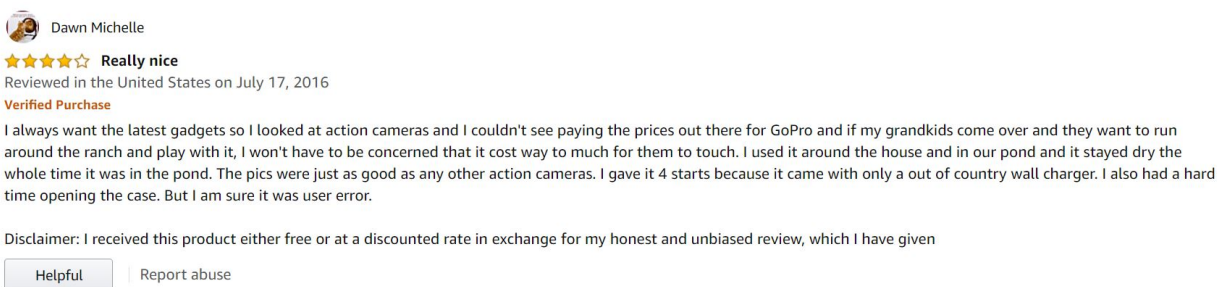 Dawn Michelle
Really nice
Reviewed in the United States on July 17, 2016
Verified Purchase
I always want the latest gadgets so I looked at action cameras and I couldn't see paying the prices out there for GoPro and if my grandkids come over and they want to run
around the ranch and play with it, I won't have to be concerned that it cost way to much for them to touch. I used it around the house and in our pond and it stayed dry the
whole time it was in the pond. The pics were just as good as any other action cameras. I gave it 4 starts because it came with only a out of country wall charger. I also had a hard
time opening the case. But I am sure it was user error.
Disclaimer: I received this product either free or at a discounted rate in exchange for my honest and unbiased review, which I have given
Helpful
Report abuse